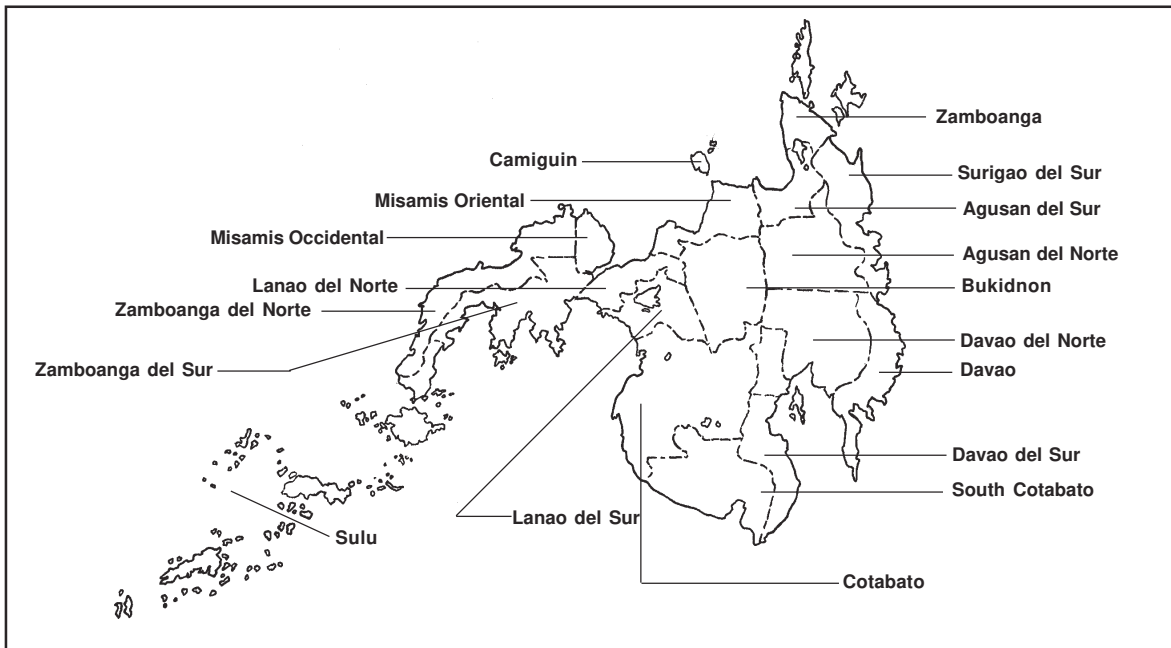 Zamboanga
Camiguin
Surigao del Sur
Misamis Oriental
Agusan del Sur
Misamis Occidental
Agusan del Norte
Lanao del Norte
Bukidnon
Zamboanga del Norte
Davao del Norte
Zamboanga del Sur
Davao
Davao del Sur
South Cotabato
Lanao del Sur
Sulu
Cotabato